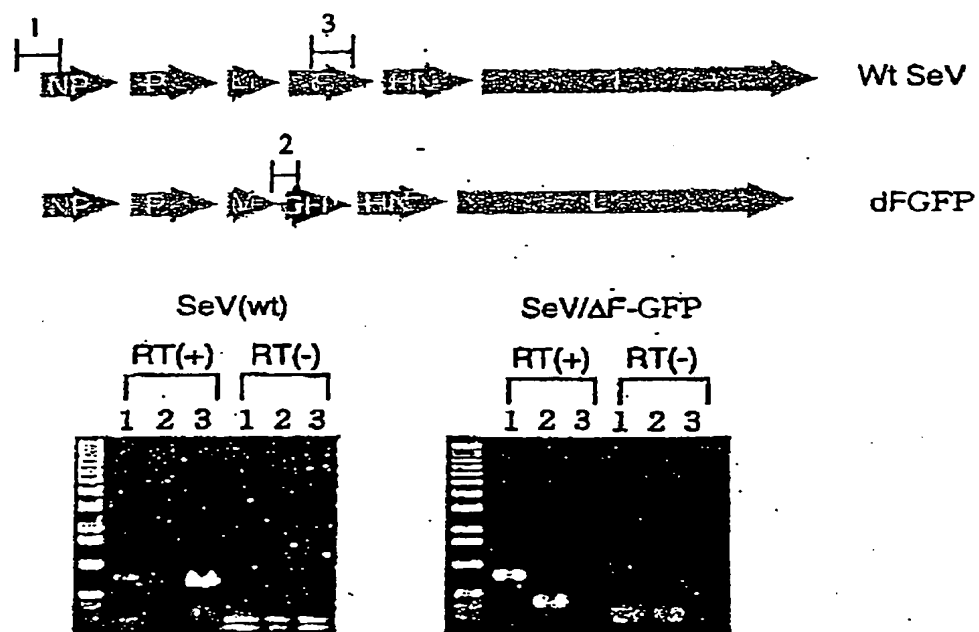 1 3
NP P M F HN L Wt SeV
2
NP P M GFP HN L dFGFP
SeV(wt) SeV/ΔF-GFP
RT(+) RT(-) RT(+) RT(-)
1 2 3 1 2 3 1 2 3 1 2 3